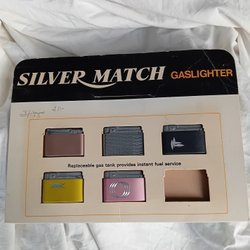 SILVER MATCH GASLIGHTER
Replaceable gas tank provides instant fuel service